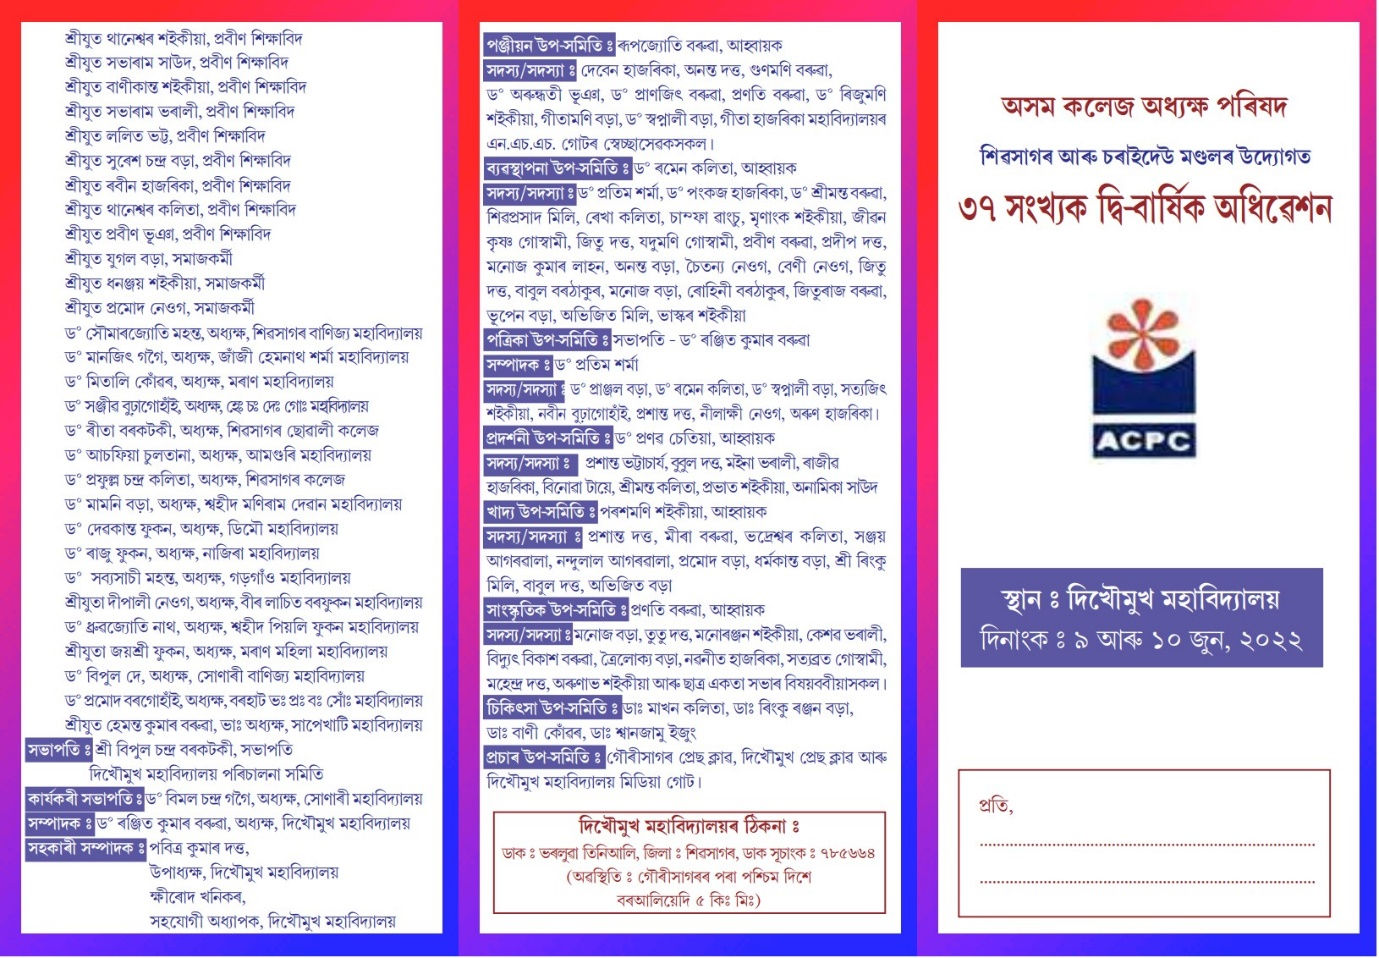 শ্ৰীযুত থানেশ্বৰ শইকীয়া, প্ৰবীণ শিক্ষাবিদ
শ্ৰীযুত সভাৰাম সাউদ, প্ৰবীণ শিক্ষাবিদ
শ্ৰীযুত বাণীকান্ত শইকীয়া, প্ৰবীণ শিক্ষাবিদ
শ্ৰীযুত সভাৰাম ভৰালী, প্ৰবীণ শিক্ষাবিদ
শ্ৰীযুত ললিত ভট্ট, প্ৰবীণ শিক্ষাবিদ
শ্ৰীযুত সুৰেশ চন্দ্ৰ বড়া, প্ৰবীণ শিক্ষাবিদ
শ্ৰীযুত ৰবীন হাজৰিকা, প্ৰবীণ শিক্ষাবিদ
শ্ৰীযুত থানেশ্বৰ কলিতা, প্ৰবীণ শিক্ষাবিদ
শ্ৰীযুত প্ৰবীণ ভূঞা, প্ৰবীণ শিক্ষাবিদ
শ্ৰীযুত যুগল বড়া, সমাজকৰ্মী
শ্ৰীযুত ধনঞ্জয় শইকীয়া, সমাজকৰ্মী
শ্ৰীযুত প্ৰমোদ নেওগ, সমাজকৰ্মী
ড° সৌমাৰজ্যোতি মহন্ত, অধ্যক্ষ, শিৱসাগৰ বাণিজ্য মহাবিদ্যালয়
ড° মানজিৎ গগৈ, অধ্যক্ষ, জাঁজী হেমনাথ শৰ্মা মহাবিদ্যালয়
ড° মিতালি কোঁৱৰ, অধ্যক্ষ, মৰাণ মহাবিদ্যালয়
ড° সঞ্জীৱ বুঢ়াগোহাঁই, অধ্যক্ষ, হেঃ চঃ দেঃ গোঃ মহাবিদ্যালয়
ড° ৰীতা বৰকটকী, অধ্যক্ষ, শিৱসাগৰ ছোৱালী কলেজ
ড° আচফিয়া চুলতানা, অধ্যক্ষ, আমগুৰি মহাবিদ্যালয়
ড° প্ৰফুল্ল চন্দ্ৰ কলিতা, অধ্যক্ষ, শিৱসাগৰ কলেজ
ড° মামনি বড়া, অধ্যক্ষ, শ্বহীদ মণিৰাম দেৱান মহাবিদ্যালয়
ড° দেৱকান্ত ফুকন, অধ্যক্ষ, ডিমৌ মহাবিদ্যালয়
ড° ৰাজু ফুকন, অধ্যক্ষ, নাজিৰা মহাবিদ্যালয়
ড° সব্যসাচী মহন্ত, অধ্যক্ষ, গড়গাঁও মহাবিদ্যালয়
শ্ৰীযুতা দীপালী নেওগ, অধ্যক্ষ, বীৰ লাচিত বৰফুকন মহাবিদ্যালয়
ড° ধ্ৰুৱজ্যোতি নাথ, অধ্যক্ষ, শ্বহীদ পিয়লি ফুকন মহাবিদ্যালয়
শ্ৰীযুতা জয়শ্ৰী ফুকন, অধ্যক্ষ, মৰাণ মহিলা মহাবিদ্যালয়
ড° বিপুল দে, অধ্যক্ষ, সোণাৰী বাণিজ্য মহাবিদ্যালয়
ড° প্ৰমোদ বৰগোহাঁই, অধ্যক্ষ, বৰহাট ভঃ প্ৰঃ বঃ সোঁঃ মহাবিদ্যালয়
শ্ৰীযুত হেমন্ত কুমাৰ বৰুৱা, ভাঃ অধ্যক্ষ, সাপেখাটি মহাবিদ্যালয়
সভাপতি ঃ শ্ৰী বিপুল চন্দ্ৰ বৰকটকী, সভাপতি
দিখৌমুখ মহাবিদ্যালয় পৰিচালনা সমিতি
কাৰ্যকৰী সভাপতি ঃ ড° বিমল চন্দ্ৰ গগৈ, অধ্যক্ষ, সোণাৰী মহাবিদ্যালয়
সম্পাদক ঃ ড° ৰঞ্জিত কুমাৰ বৰুৱা, অধ্যক্ষ, দিখৌমুখ মহাবিদ্যালয়
সহকাৰী সম্পাদক ঃ পবিত্ৰ কুমাৰ দত্ত,
উপাধ্যক্ষ, দিখৌমুখ মহাবিদ্যালয়
ক্ষীৰোদ খনিকৰ,
সহযোগী অধ্যাপক, দিখৌমুখ মহাবিদ্যালয়
পঞ্জীয়ন উপ-সমিতি ঃ ৰূপজ্যোতি বৰুৱা, আহ্বায়ক
সদস্য/সদস্যা ঃ দেবেন হাজৰিকা, অনন্ত দত্ত, গুণমণি বৰুৱা,
ড° অৰুন্ধতী ভূঞা, ড° প্ৰাণজিৎ বৰুৱা, প্ৰণতি বৰুৱা, ড° ৰিজুমণি
শইকীয়া, গীতামণি বড়া, ড° স্বপ্নালী বড়া, গীতা হাজৰিকা মহাবিদ্যালয়ৰ
এন.এচ.এচ. গোটৰ স্বেচ্ছাসেৱকসকল।
ব্যৱস্থাপনা উপ-সমিতি ঃ ড° ৰমেন কলিতা, আহ্বায়ক
সদস্য/সদস্যা ঃ ড° প্ৰতিম শৰ্মা, ড° পংকজ হাজৰিকা, ড° শ্ৰীমন্ত বৰুৱা,
শিৱপ্ৰসাদ মিলি, ৰেখা কলিতা, চাম্ফা ৱাংচু, মৃণাংক শইকীয়া, জীৱন
কৃষ্ণ গোস্বামী, জিতু দত্ত, যদুমণি গোস্বামী, প্ৰবীণ বৰুৱা, প্ৰদীপ দত্ত,
মনোজ কুমাৰ লাহন, অনন্ত বড়া, চৈতন্য নেওগ, বেণী নেওগ, জিতু
দত্ত, বাবুল বৰঠাকুৰ, মনোজ বড়া, ৰোহিনী বৰঠাকুৰ, জিতুৰাজ বৰুৱা,
ভূপেন বড়া, অভিজিত মিলি, ভাস্কৰ শইকীয়া
পত্ৰিকা উপ-সমিতি ঃ সভাপতি - ড° ৰঞ্জিত কুমাৰ বৰুৱা
সম্পাদক ঃ ড° প্ৰতিম শৰ্মা
সদস্য/সদস্যা ঃ ড° প্ৰাঞ্জল বড়া, ড° ৰমেন কলিতা, ড° স্বপ্নালী বড়া, সত্যজিৎ
শইকীয়া, নবীন বুঢ়াগোহাঁই, প্ৰশান্ত দত্ত, নীলাক্ষী নেওগ, অৰুণ হাজৰিকা।
প্ৰদৰ্শনী উপ-সমিতি ঃ ড° প্ৰণৱ চেতিয়া, আহ্বায়ক
সদস্য/সদস্যা ঃ প্ৰশান্ত ভট্টাচাৰ্য, বুবুল দত্ত, মইনা ভৰালী, ৰাজীৱ
হাজৰিকা, বিনোৱা টায়ে, শ্ৰীমন্ত কলিতা, প্ৰভাত শইকীয়া, অনামিকা সাউদ
খাদ্য উপ-সমিতি ঃ পৰশমণি শইকীয়া, আহ্বায়ক
সদস্য/সদস্যা ঃ প্ৰশান্ত দত্ত, মীৰা বৰুৱা, ভদ্ৰেশ্বৰ কলিতা, সঞ্জয়
আগৰৱালা, নন্দুলাল আগৰৱালা, প্ৰমোদ বড়া, ধৰ্মকান্ত বড়া, শ্ৰী ৰিংকু
মিলি, বাবুল দত্ত, অভিজিত বড়া
সাংস্কৃতিক উপ-সমিতি ঃ প্ৰণতি বৰুৱা, আহ্বায়ক
সদস্য/সদস্যা ঃ মনোজ বড়া, তুতু দত্ত, মনোৰঞ্জন শইকীয়া, কেশৱ ভৰালী,
বিদ্যুৎ বিকাশ বৰুৱা, ত্ৰৈলোক্য বড়া, নৱনীত হাজৰিকা, সত্যব্ৰত গোস্বামী,
মহেন্দ্ৰ দত্ত, অৰুণাভ শইকীয়া আৰু ছাত্ৰ একতা সভাৰ বিষয়ববীয়াসকল।
চিকিৎসা উপ-সমিতি ঃ ডাঃ মাখন কলিতা, ডাঃ ৰিংকু ৰঞ্জন বড়া,
ডাঃ বাণী কোঁৱৰ, ডাঃ শ্বানজামু ইজুং
প্ৰচাৰ উপ-সমিতি ঃ গৌৰীসাগৰ প্ৰেছ ক্লাব, দিখৌমুখ প্ৰেছ ক্লাব আৰু
দিখৌমুখ মহাবিদ্যালয় মিডিয়া গোট।
দিখৌমুখ মহাবিদ্যালয়ৰ ঠিকনা ঃ
ডাক ঃ ভৰলুৱা তিনিআলি, জিলা ঃ শিৱসাগৰ, ডাক সূচাংক ঃ ৭৮৫৬৬৪
(অৱস্থিতি ঃ গৌৰীসাগৰৰ পৰা পশ্চিম দিশে
বৰআলিয়েদি ৫ কিঃ মিঃ)
অসম কলেজ অধ্যক্ষ পৰিষদ
শিৱসাগৰ আৰু চৰাইদেউ মণ্ডলৰ উদ্যোগত
৩৭ সংখ্যক দ্বি-বাৰ্ষিক অধিৱেশন
ACPC
স্থান ঃ দিখৌমুখ মহাবিদ্যালয়
দিনাংক ঃ ৯ আৰু ১০ জুন, ২০২২
প্ৰতি,